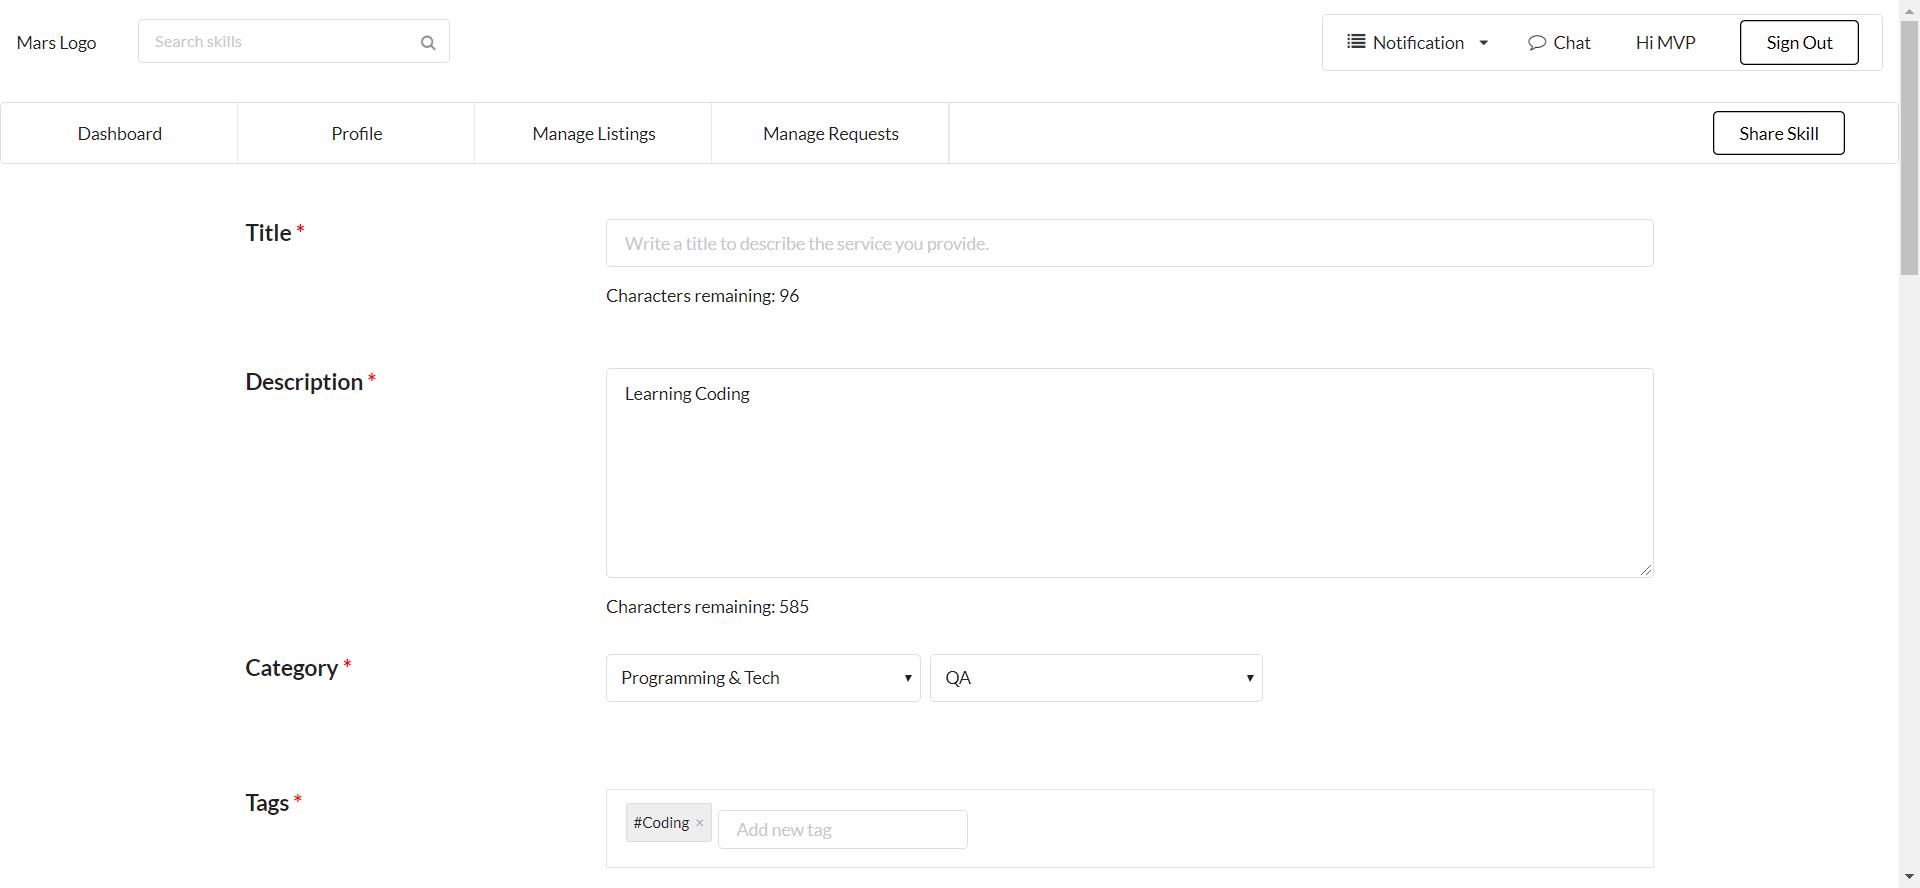 Mars Logo
Search skills
Notification
Chat
Hi MVP
Sign Out
Dashboard
Profile
Manage Listings
Manage Requests
Share Skill
Title *
Write a title to describe the service you provide.
Characters remaining: 96
Description *
Learning Coding
Characters remaining: 585
Category *
Programming & Tech
QA
Tags *
#Coding ×
Add new tag